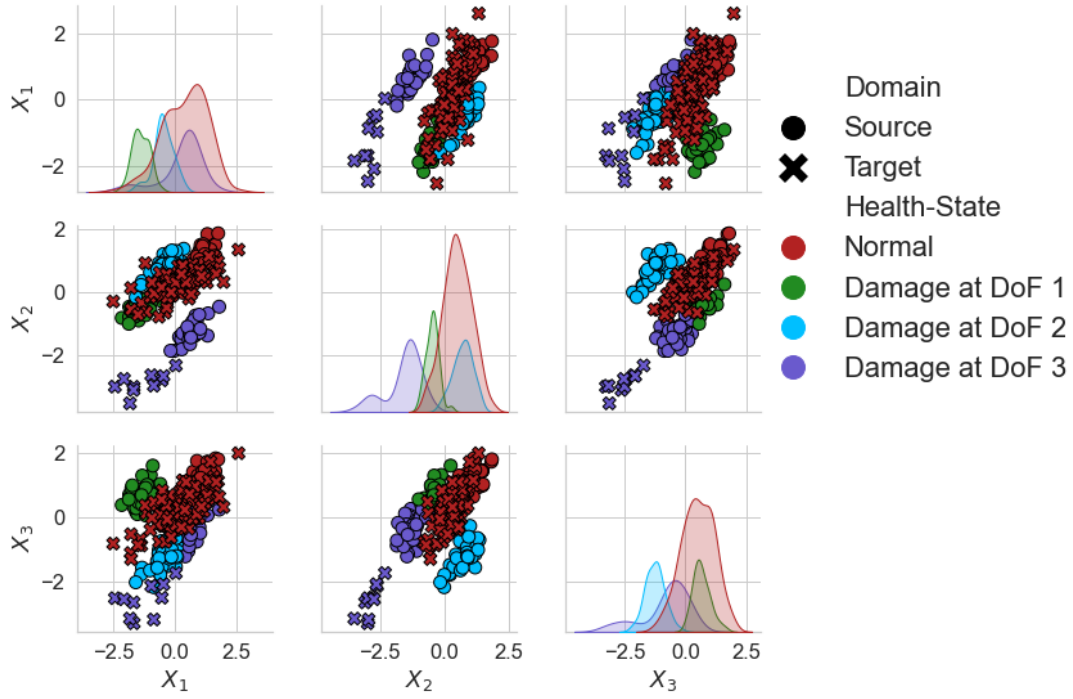 2
0
−2
X₁
2
0
−2
X₂
2
0
−2
X₃
−2.5 0.0 2.5
X₁
−2.5 0.0 2.5
X₂
−2.5 0.0 2.5
X₃
Domain
Source
Target
Health-State
Normal
Damage at DoF 1
Damage at DoF 2
Damage at DoF 3